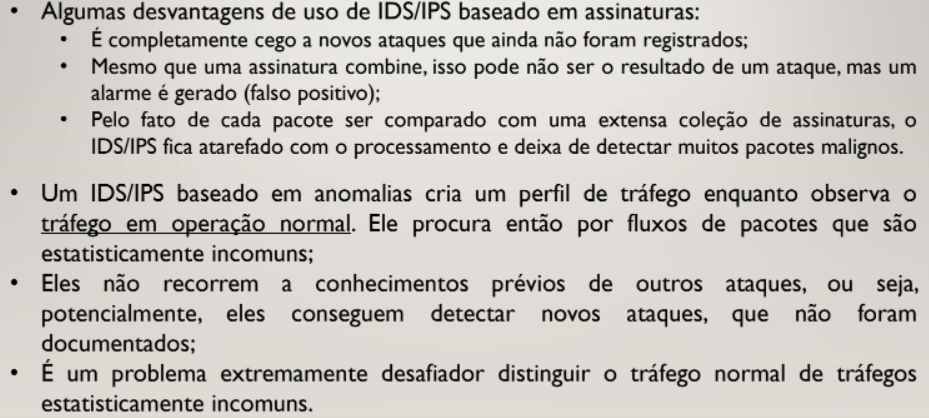 • Algumas desvantagens de uso de IDS/IPS baseado em assinaturas:
• É completamente cego a novos ataques que ainda não foram registrados;
• Mesmo que uma assinatura combine, isso pode não ser o resultado de um ataque, mas um
alarme é gerado (falso positivo);
• Pelo fato de cada pacote ser comparado com uma extensa coleção de assinaturas, o
IDS/IPS fica atarefado com o processamento e deixa de detectar muitos pacotes malignos.
• Um IDS/IPS baseado em anomalias cria um perfil de tráfego enquanto observa o
tráfego em operação normal. Ele procura então por fluxos de pacotes que são
estatisticamente incomuns;
• Eles não recorrem a conhecimentos prévios de outros ataques, ou seja,
potencialmente, eles conseguem detectar novos ataques, que não foram
documentados;
• É um problema extremamente desafiador distinguir o tráfego normal de tráfegos
estatisticamente incomuns.